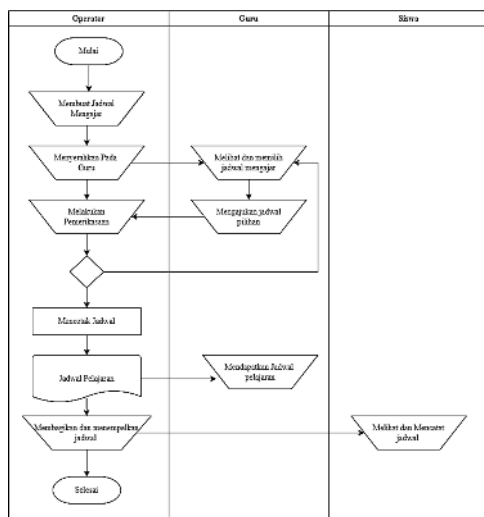 Operator
Guru
Siswa
Mulai
Membuat Jadwal
Mengajar
Menyerahkan Pada
Guru
Melihat dan memilih
jadwal mengajar
Melakukan
Pemeriksaan
Mengajukan jadwal
pilihan
Mencetak Jadwal
Jadwal Pelajaran
Mendapatkan Jadwal
pelajaran
Membagikan dan menempelkan
jadwal
Melihat dan Mencatat
jadwal
Selesai